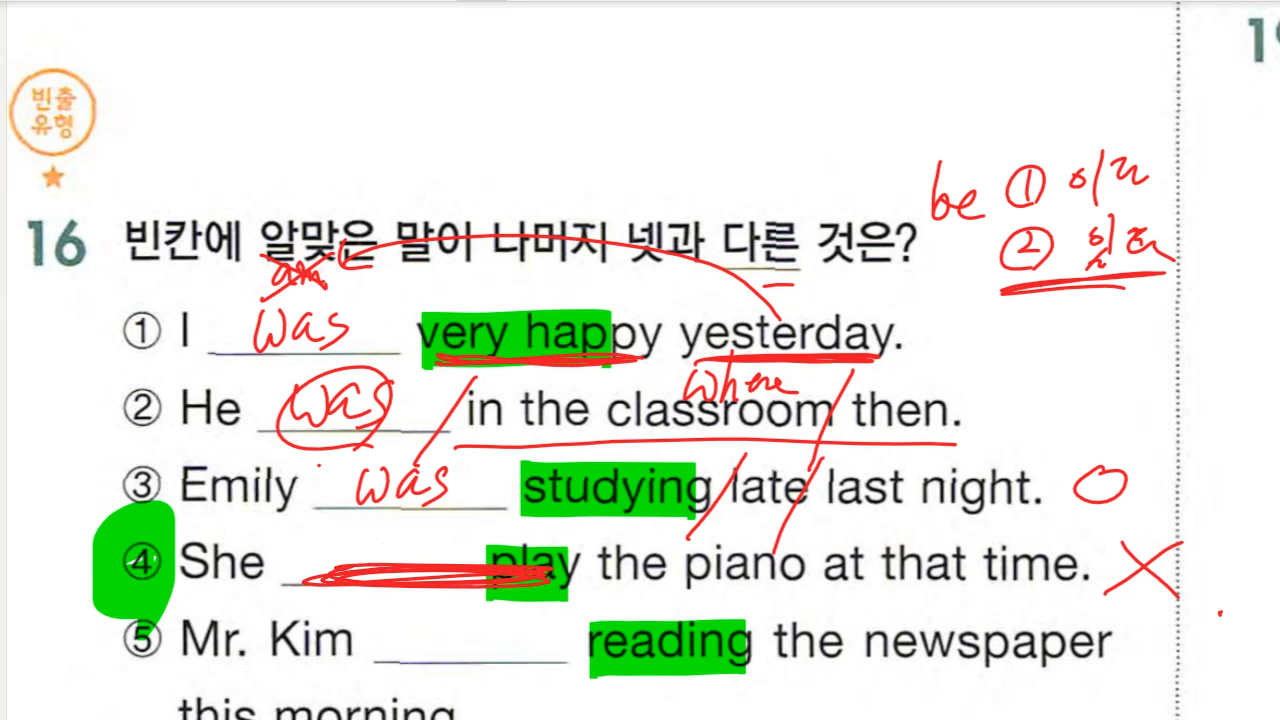 19
빈출
유형
be ① 이다
② 있다
16 빈칸에 알맞은 말이 나머지 넷과 다른 것은?
am
① I was very happy yesterday.
where
② He was in the classroom then.
③ Emily was studying late last night. O
④ She play the piano at that time. X
⑤ Mr. Kim reading the newspaper
this morning